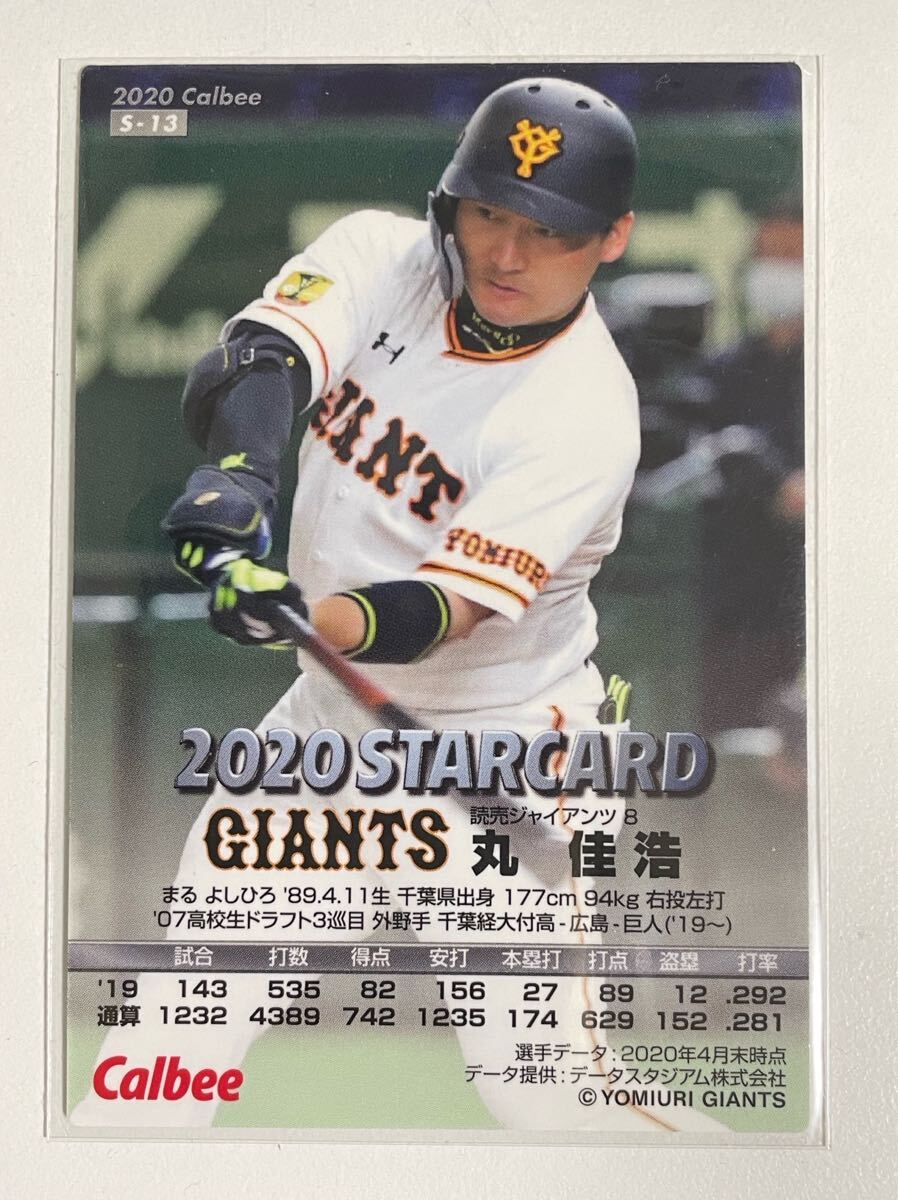 2020 Calbee
S-13
GIANT
YOMIURI
2020 STARCARD
GIANTS
読売ジャイアンツ 8
丸 佳浩
まる よしひろ '89.4.11生 千葉県出身 177cm 94kg 右投左打
'07高校生ドラフト3巡目 外野手 千葉経大付高-広島-巨人('19〜)
試合 打数 得点 安打 本塁打 打点 盗塁 打率
'19 143 535 82 156 27 89 12 .292
通算 1232 4389 742 1235 174 629 152 .281
選手データ:2020年4月末時点
データ提供:データスタジアム株式会社
Calbee
© YOMIURI GIANTS